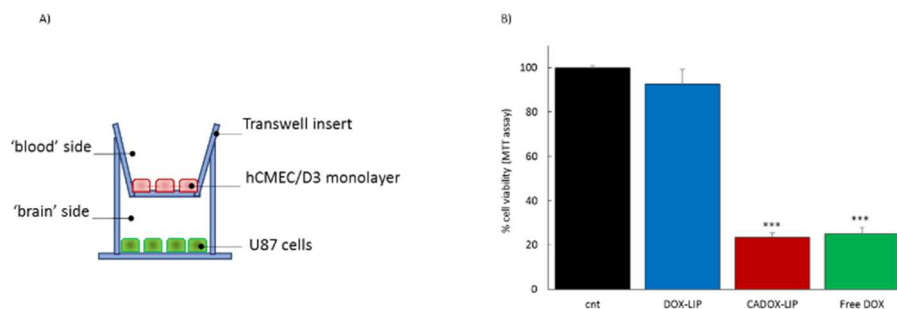 A)
'blood' side
'brain' side
Transwell insert
hCMEC/D3 monolayer
U87 cells
B)
% cell viability (MTT assay)
100
80
60
40
20
0
***
***
cnt
DOX-LIP
CADOX-LIP
Free DOX